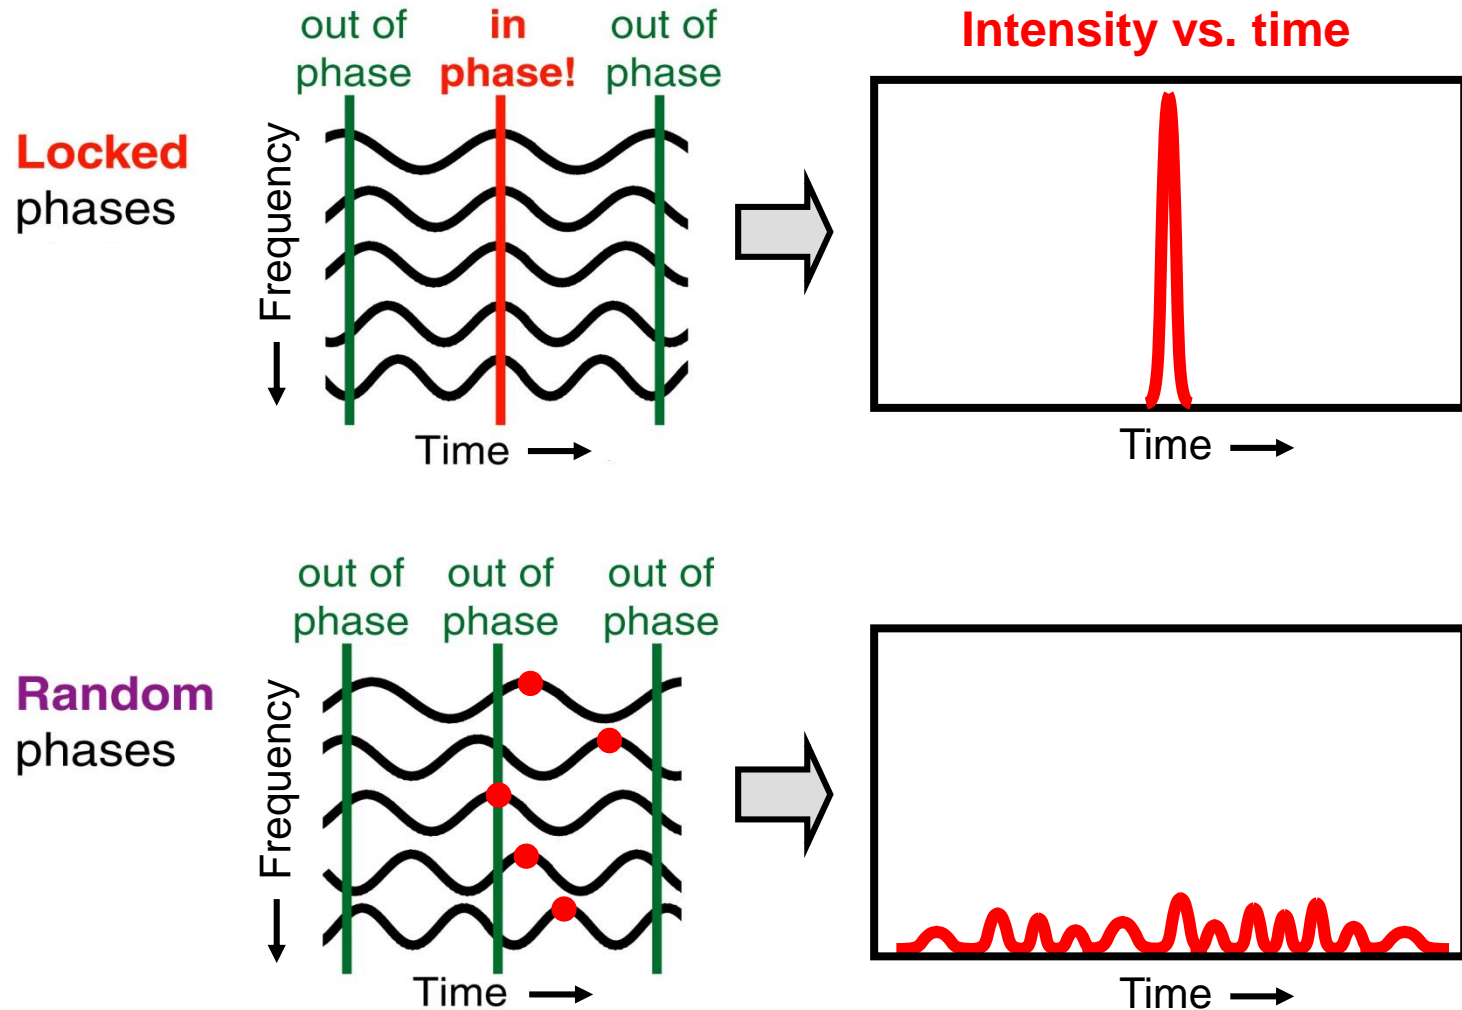 out of
phase
in
phase!
out of
phase
Intensity vs. time
Locked
phases
Frequency
Time
Time
out of
phase
out of
phase
out of
phase
Random
phases
Frequency
Time
Time